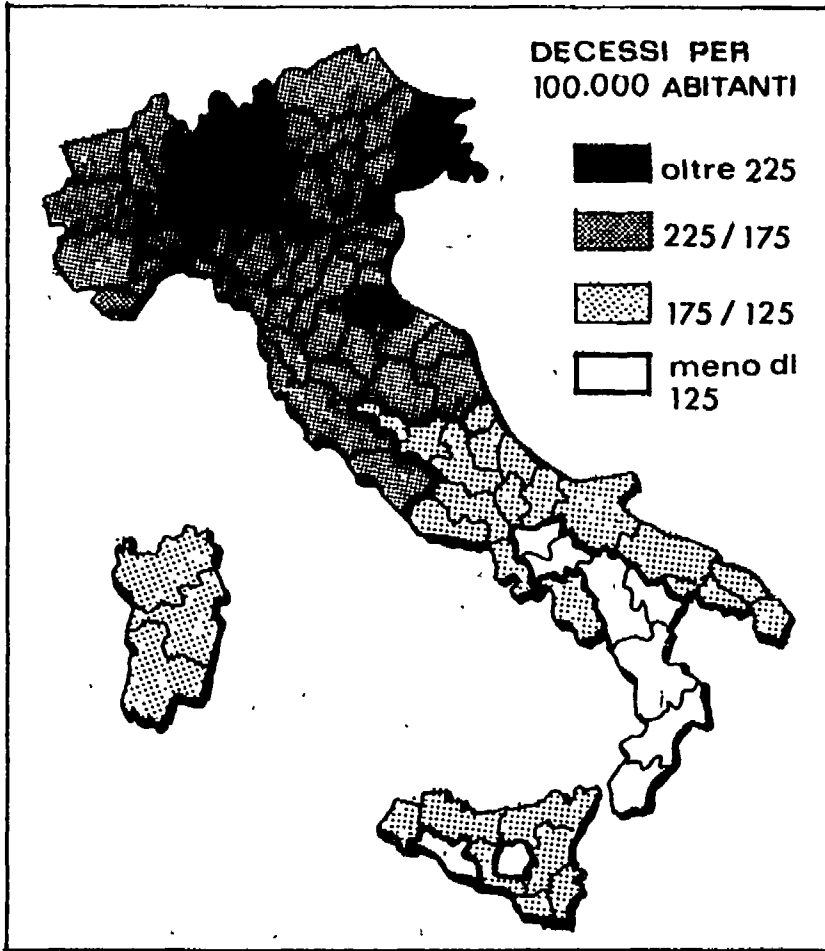 DECESSI PER
100.000 ABITANTI
oltre 225
225/175
175/125
meno di
125